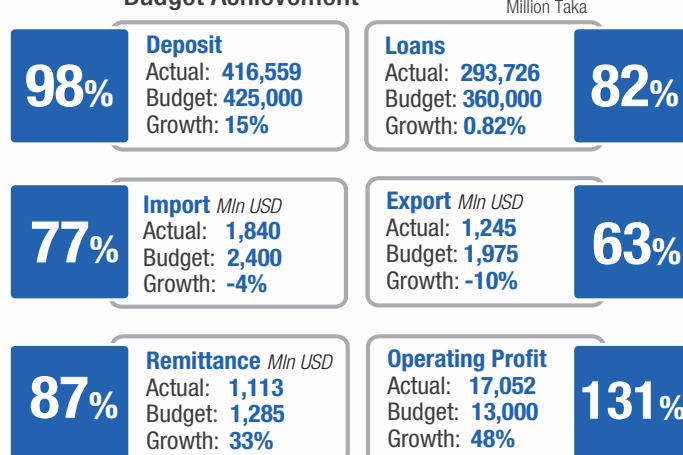 Budget Achievement
Million Taka
98%
Deposit
Actual: 416,559
Budget: 425,000
Growth: 15%
Loans
Actual: 293,726
Budget: 360,000
Growth: 0.82%
82%
77%
Import Mln USD
Actual: 1,840
Budget: 2,400
Growth: -4%
Export Mln USD
Actual: 1,245
Budget: 1,975
Growth: -10%
63%
87%
Remittance Mln USD
Actual: 1,113
Budget: 1,285
Growth: 33%
Operating Profit
Actual: 17,052
Budget: 13,000
Growth: 48%
131%